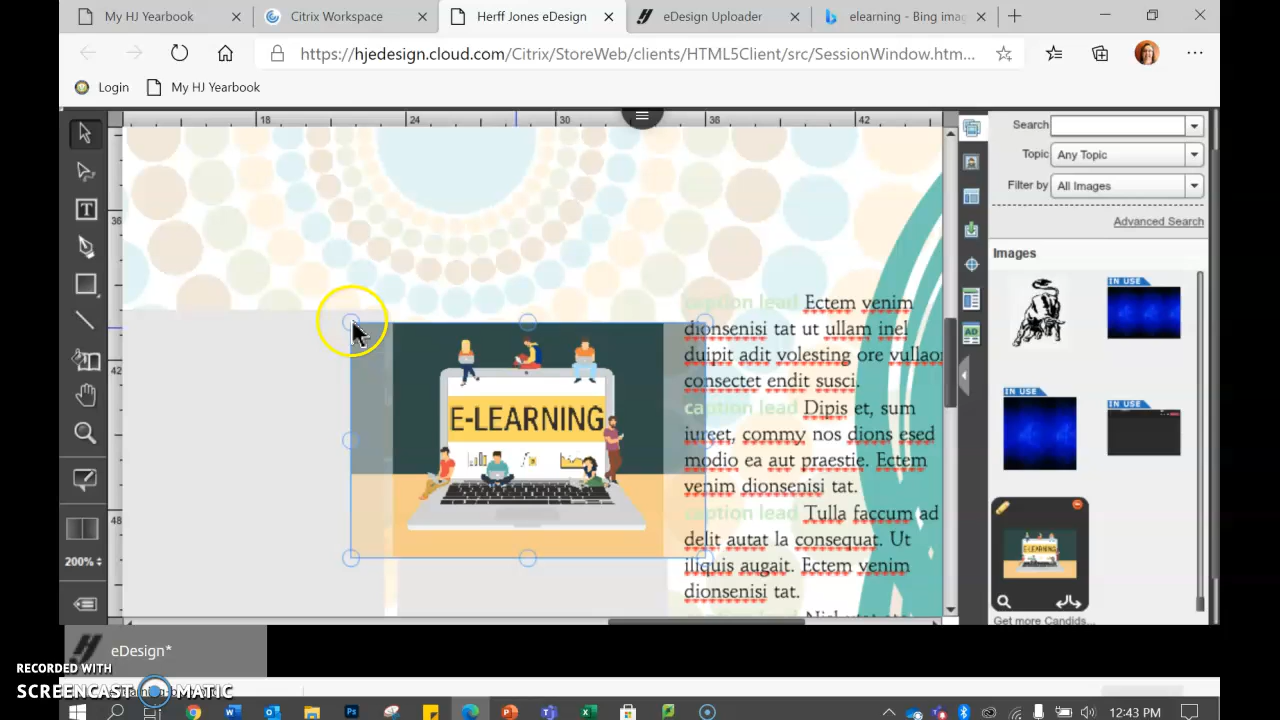 My HJ Yearbook
Citrix Workspace
Herff Jones eDesign
eDesign Uploader
elearning - Bing imag
https://hjedesign.cloud.com/Citrix/StoreWeb/clients/HTML5Client/src/SessionWindow.htm...
Login
My HJ Yearbook
18
24
30
36
42
Search
Topic
Any Topic
Filter by
All Images
Advanced Search
36
42
48
Images
IN USE
IN USE
IN USE
E-LEARNING
caption lead Ectem venim
dionsenisi tat ut ullam inel
duipit adit volesting ore vullaor
consectet endit susci.
caption lead Dipis et, sum
iureet, commy nos dions esed
modio ea aut praestie. Ectem
venim dionsenisi tat.
caption lead Tulla faccum ad
delit autat la consequat. Ut
iliquis augait. Ectem venim
dionsenisi tat.
E-LEARNING
Get more Candids...
200%
AD
eDesign*
RECORDED WITH
SCREENCAST MATIC
12:43 PM